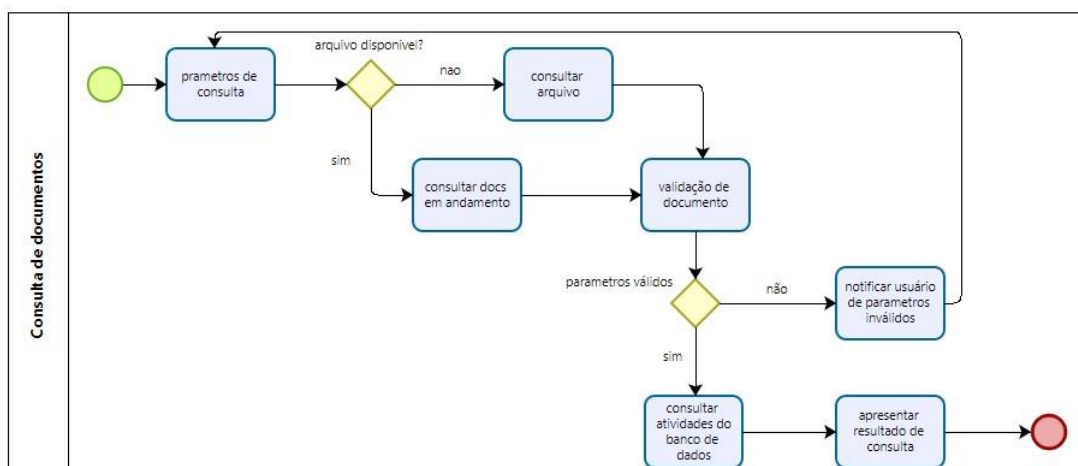 Consulta de documentos
arquivo disponivel?
prametros de
consulta
nao
consultar
arquivo
sim
consultar docs
em andamento
validação de
documento
parametros válidos
não
notificar usuário
de parametros
inválidos
sim
consultar
atividades do
banco de
dados
apresentar
resultado de
consulta